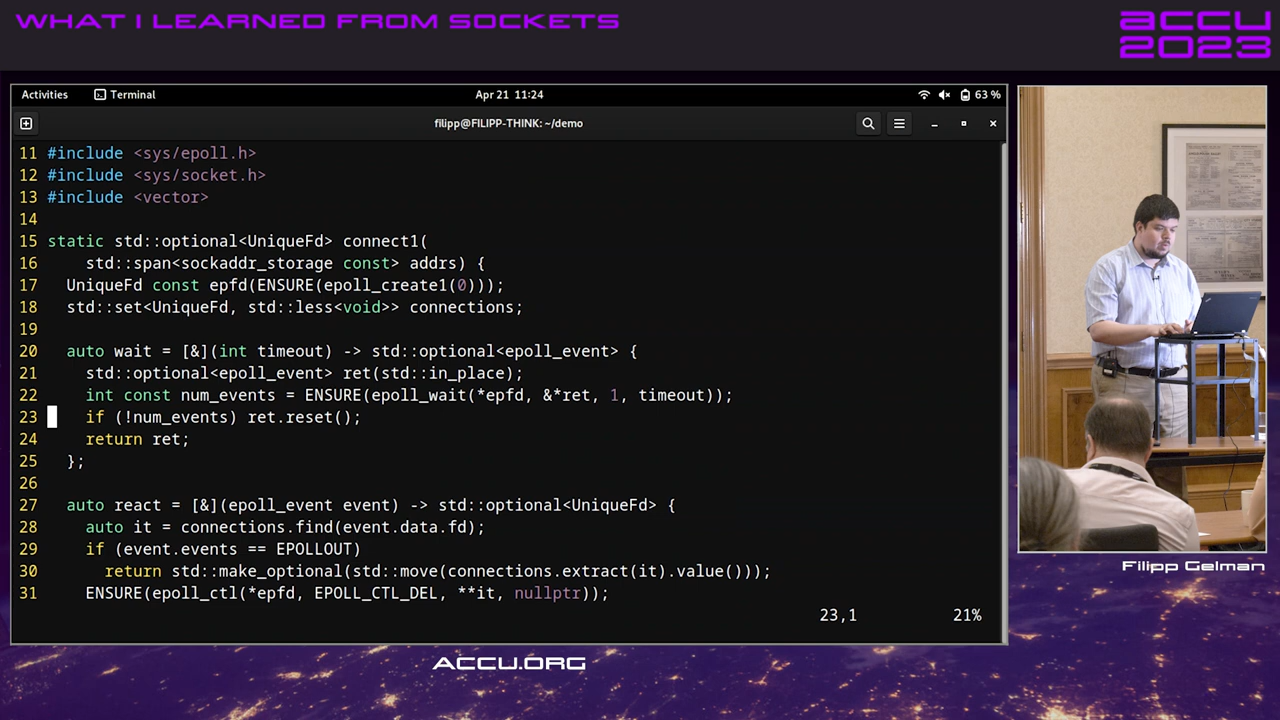 WHAT I LEARNED FROM SOCKETS
ACCU
2023
Activities
Terminal
Apr 21 11:24
63 %
filipp@FILIPP-THINK: ~/demo
11 #include <sys/epoll.h>
12 #include <sys/socket.h>
13 #include <vector>
14
15 static std::optional<UniqueFd> connect1(
16     std::span<sockaddr_storage const> addrs) {
17   UniqueFd const epfd(ENSURE(epoll_create1(0)));
18   std::set<UniqueFd, std::less<void>> connections;
19
20   auto wait = [&](int timeout) -> std::optional<epoll_event> {
21     std::optional<epoll_event> ret(std::in_place);
22     int const num_events = ENSURE(epoll_wait(*epfd, &*ret, 1, timeout));
23     if (!num_events) ret.reset();
24     return ret;
25   };
26
27   auto react = [&](epoll_event event) -> std::optional<UniqueFd> {
28     auto it = connections.find(event.data.fd);
29     if (event.events == EPOLLOUT)
30       return std::make_optional(std::move(connections.extract(it).value()));
31     ENSURE(epoll_ctl(*epfd, EPOLL_CTL_DEL, **it, nullptr));
23,1
21%
Filipp Gelman
ACCU.ORG